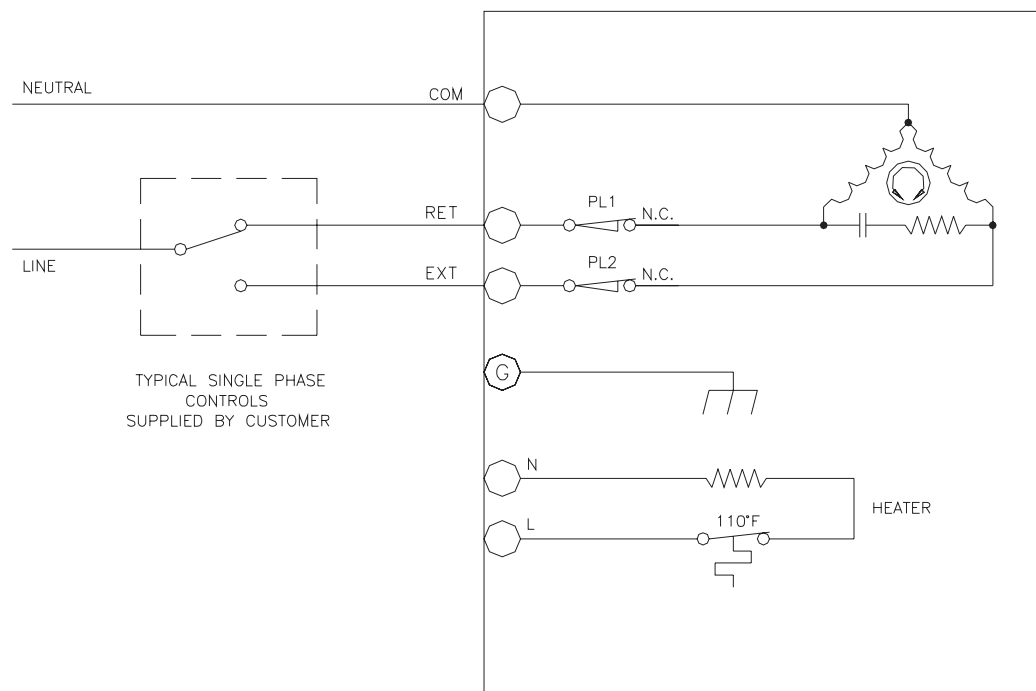 NEUTRAL
COM
PL1
RET
N.C.
LINE
EXT
PL2
N.C.
TYPICAL SINGLE PHASE
CONTROLS
SUPPLIED BY CUSTOMER
G
N
HEATER
L
110°F